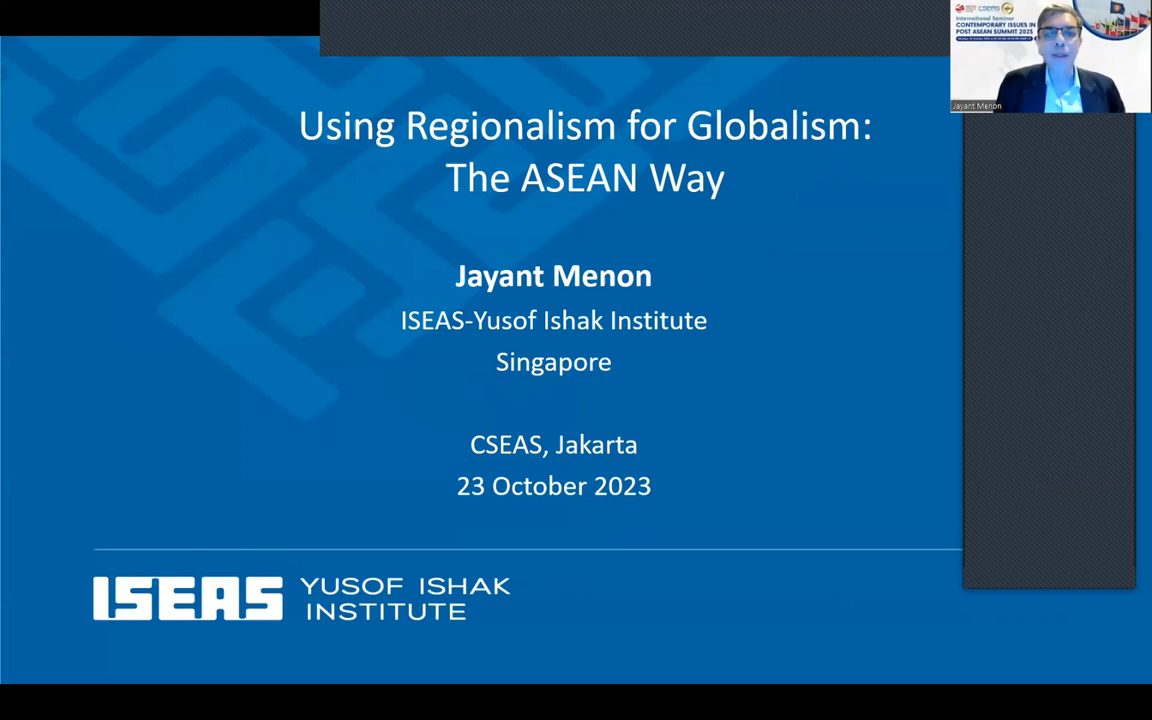 CSEAS
International Seminar
CONTEMPORARY ISSUES IN
POST ASEAN SUMMIT 2023
Jayant Menon
Using Regionalism for Globalism:
The ASEAN Way
Jayant Menon
ISEAS-Yusof Ishak Institute
Singapore
CSEAS, Jakarta
23 October 2023
ISEAS
YUSOF ISHAK
INSTITUTE